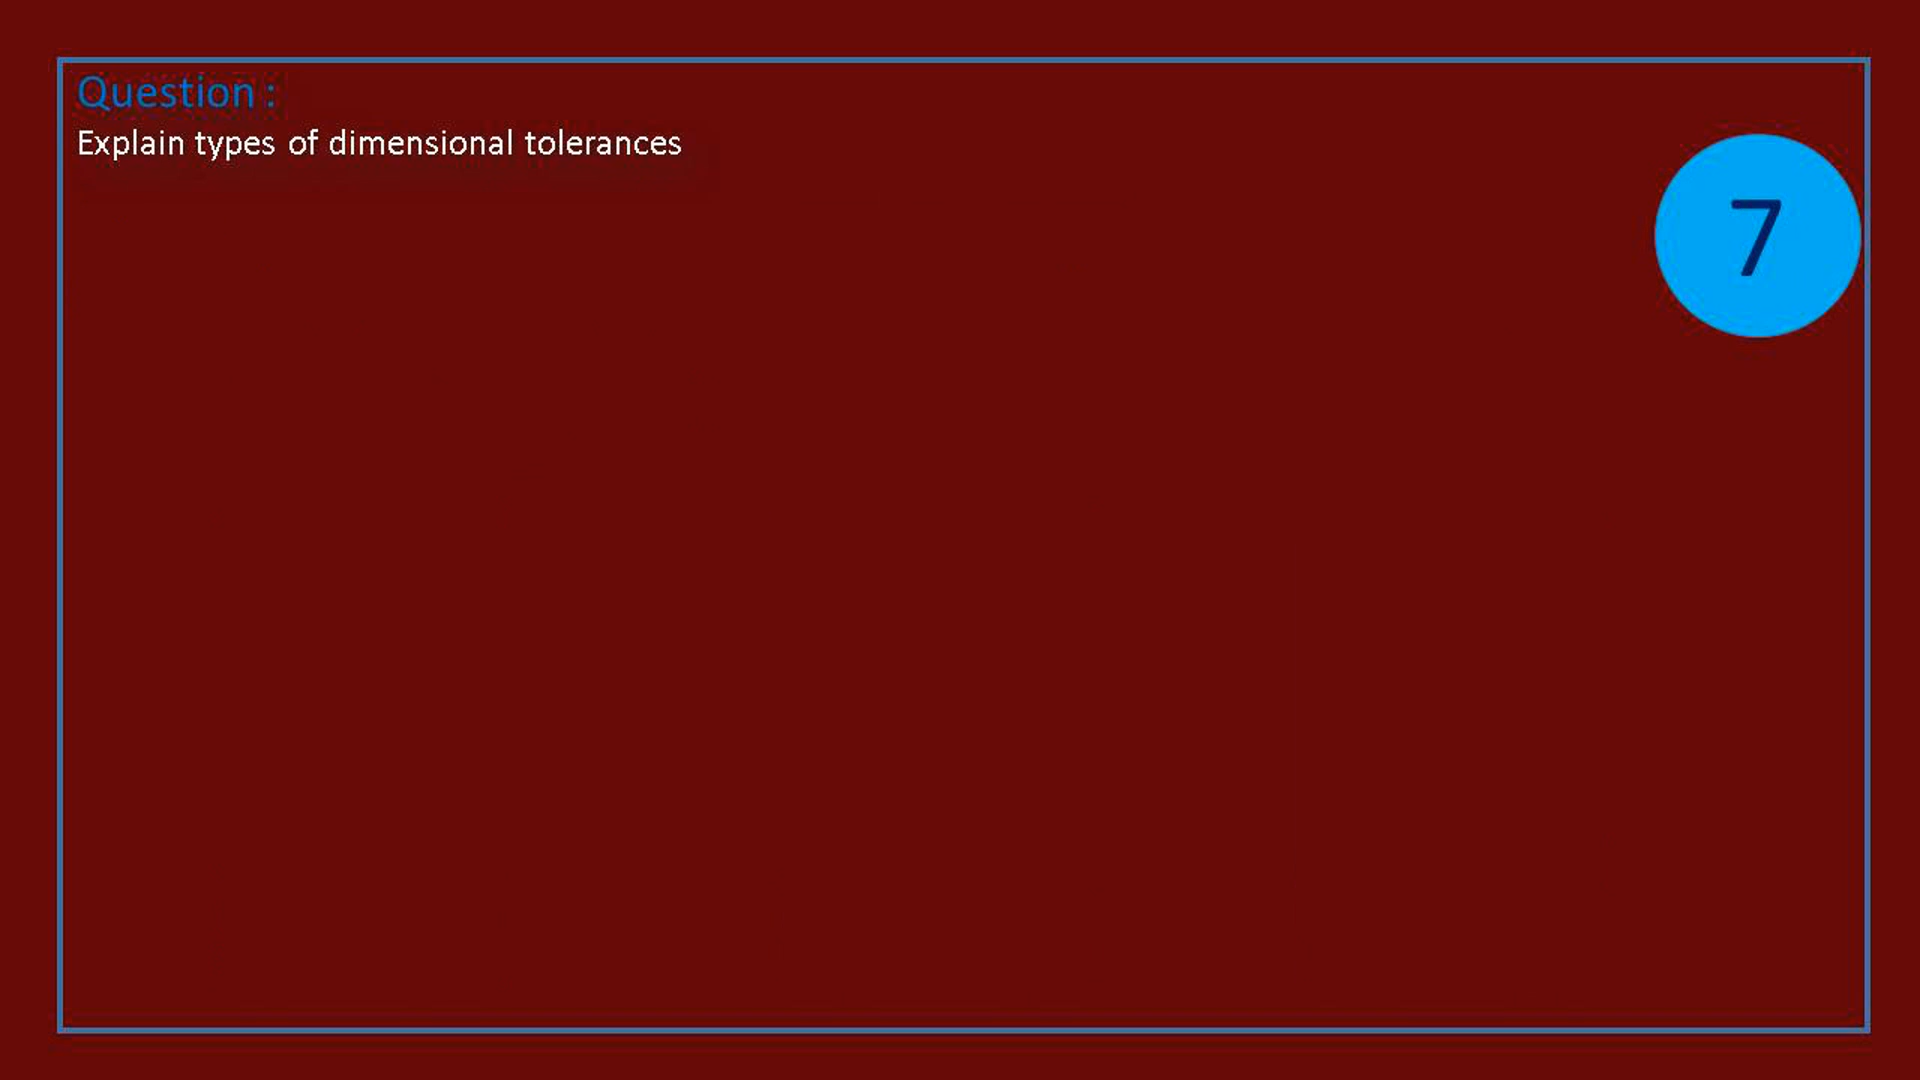 Question :
Explain types of dimensional tolerances
7